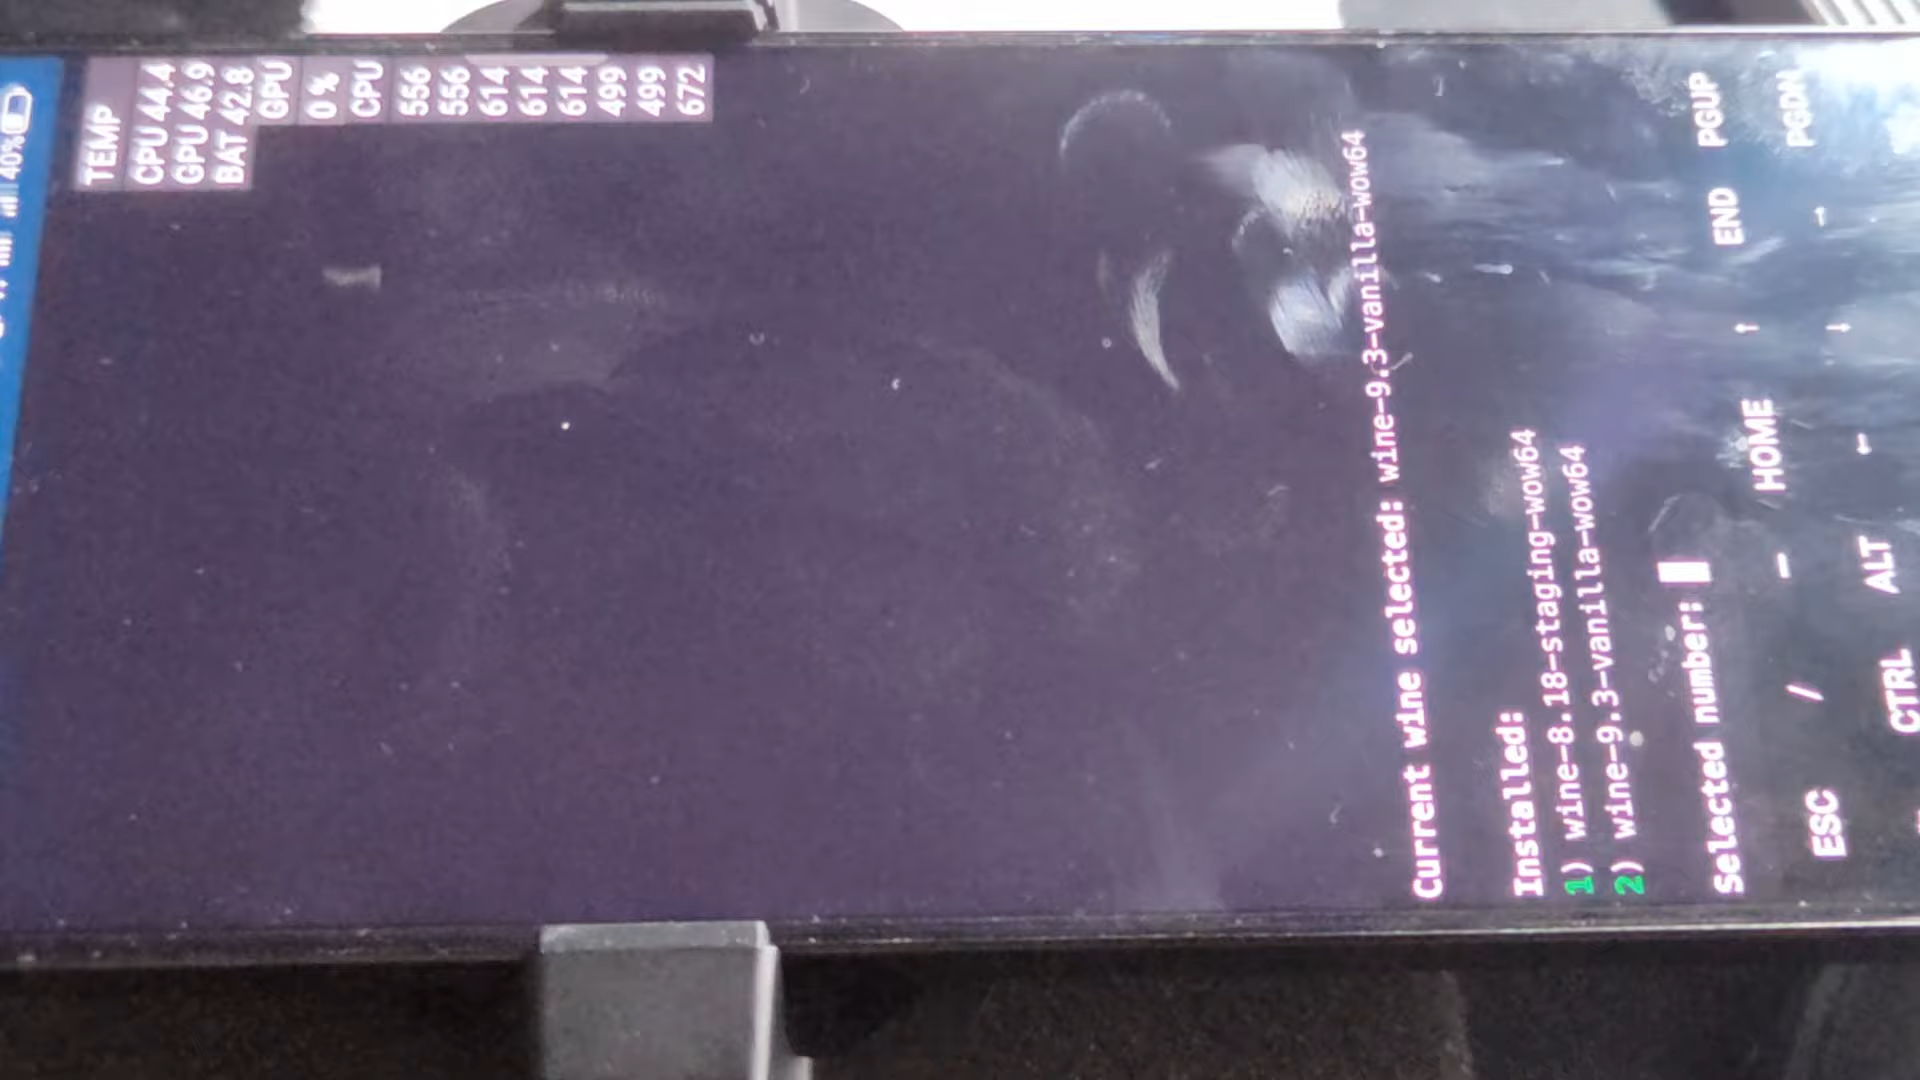 40%
TEMP
CPU 44.4
GPU 46.9
BAT 42.8
GPU
0 %
CPU
556
556
614
614
614
499
499
672
Current wine selected: wine-9.3-vanilla-wow64
Installed:
1) wine-8.18-staging-wow64
2) wine-9.3-vanilla-wow64
Selected number:
ESC / – HOME ↑ END PGUP
CTRL ALT ← ↓ → PGDN